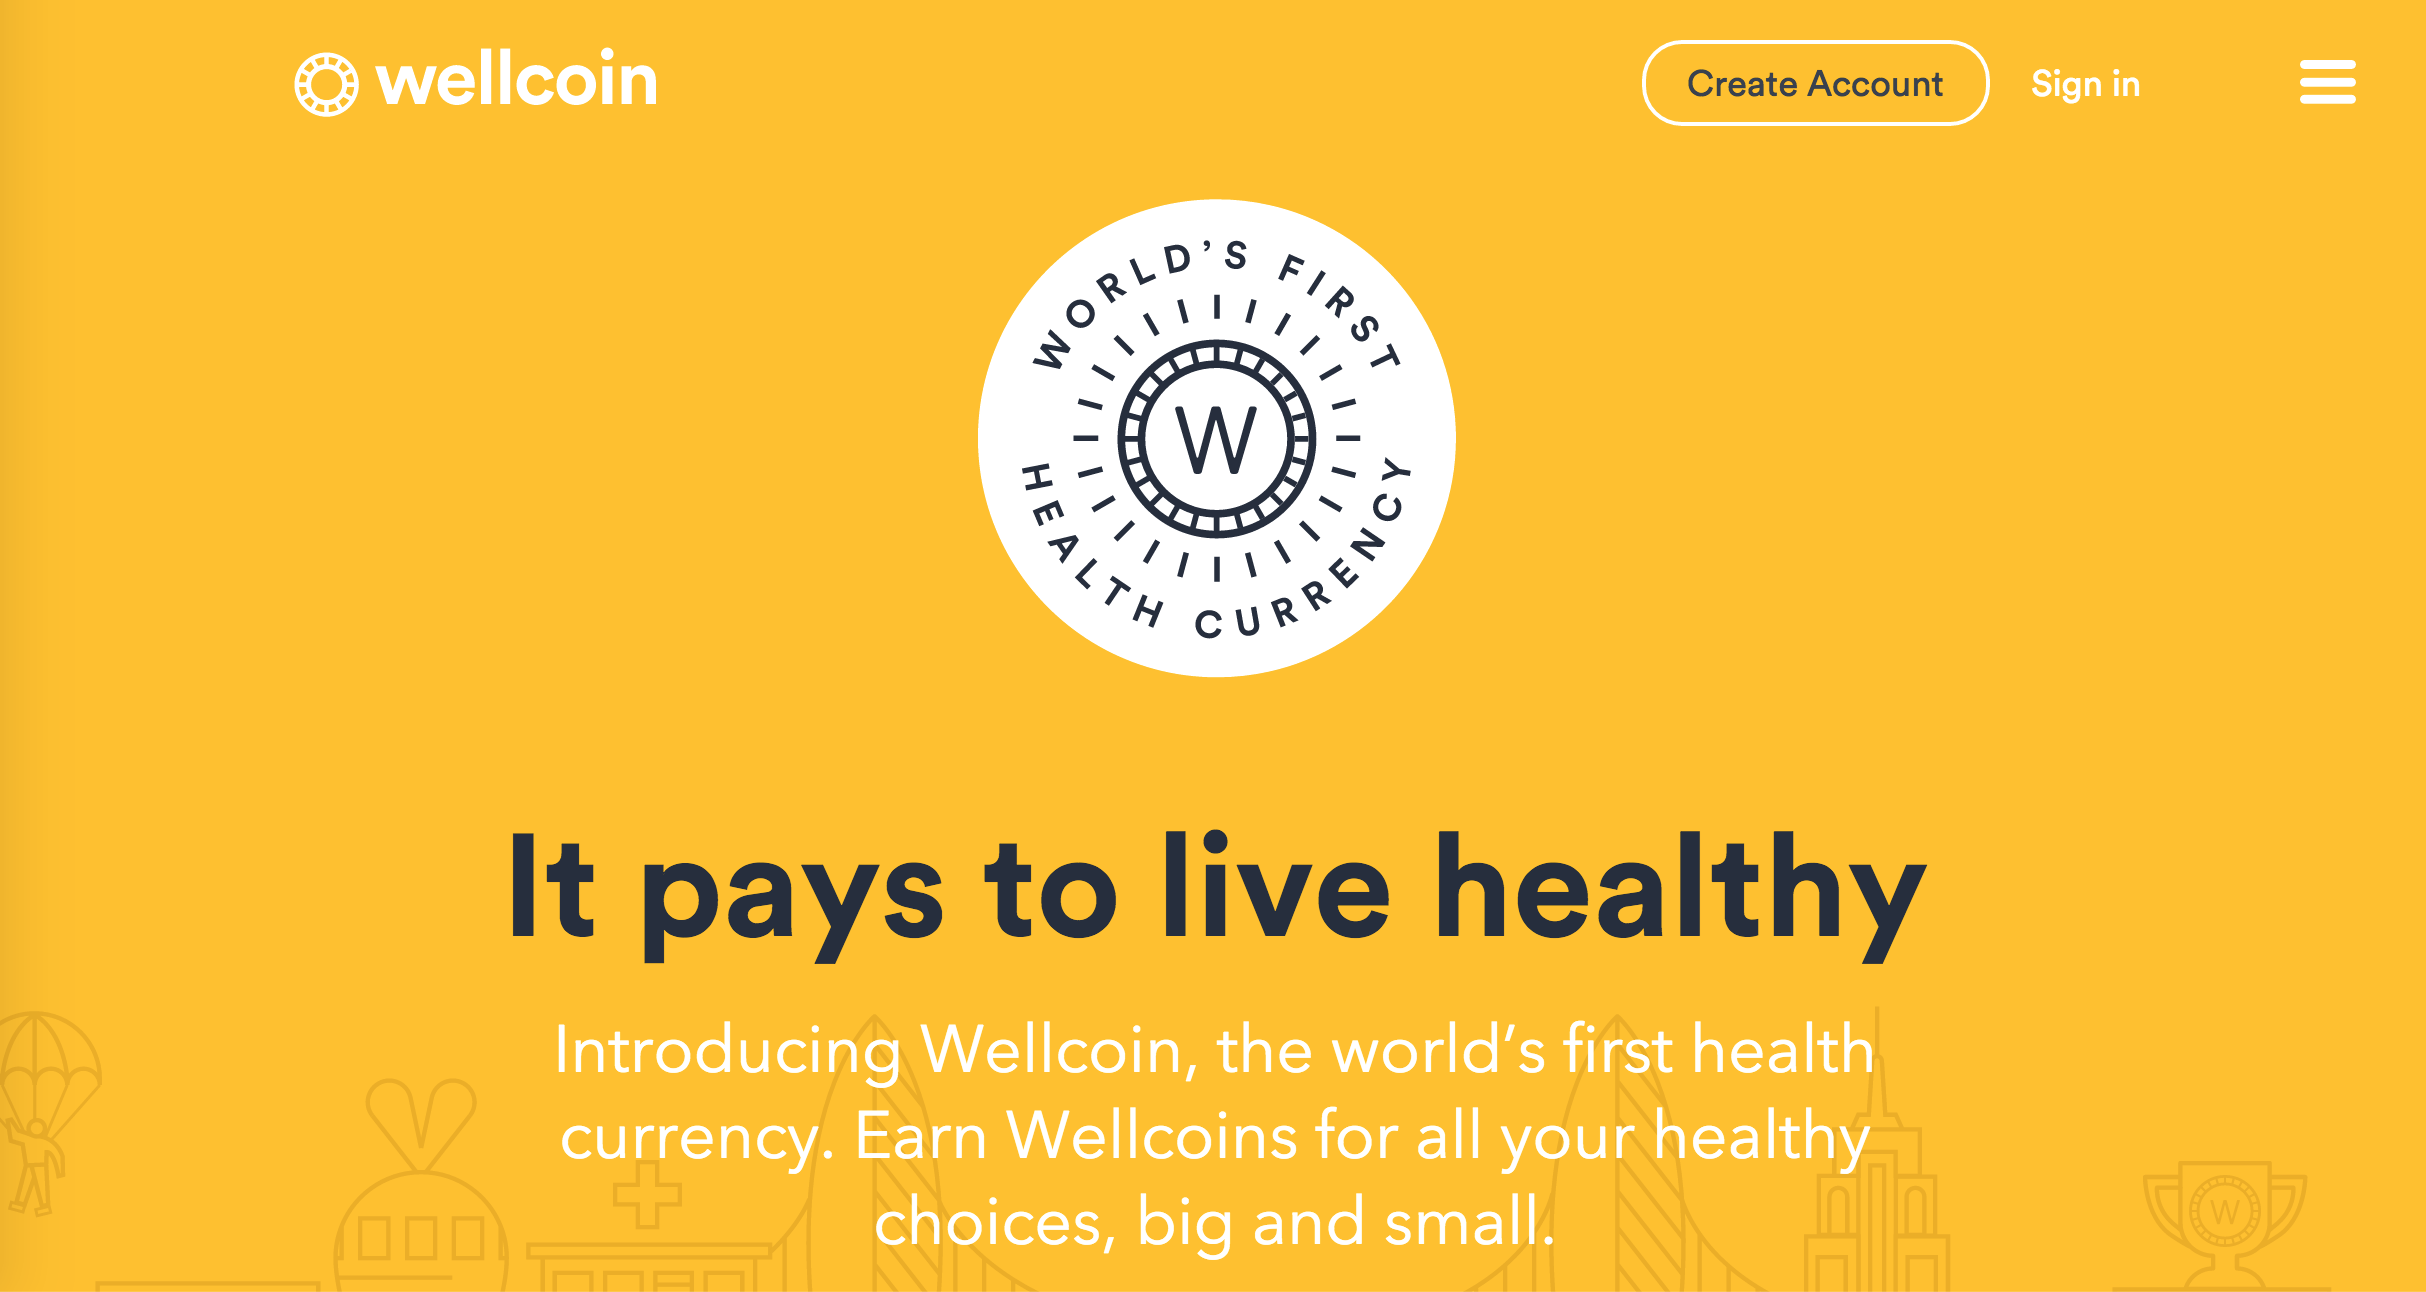 wellcoin
Create Account
Sign in
WORLD’S FIRST
W
HEALTH CURRENCY
It pays to live healthy
Introducing Wellcoin, the world’s first health
currency. Earn Wellcoins for all your healthy
choices, big and small.
W